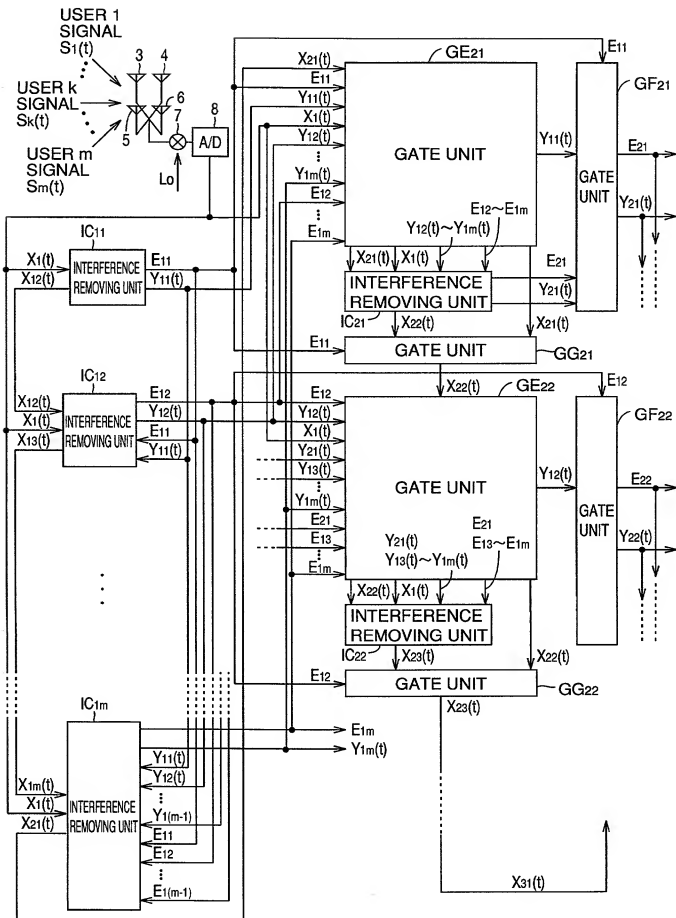 USER 1
SIGNAL
S1(t)
3
4
USER k
SIGNAL
Sk(t)
5
6
7
8
A/D
USER m
SIGNAL
Sm(t)
Lo
IC11
X1(t)
X12(t)
INTERFERENCE
REMOVING UNIT
E11
Y11(t)
IC12
X12(t)
X1(t)
X13(t)
INTERFERENCE
REMOVING UNIT
E12
Y12(t)
E11
Y11(t)
IC1m
X1m(t)
X1(t)
X21(t)
INTERFERENCE
REMOVING UNIT
E1m
Y1m(t)
Y11(t)
Y12(t)
Y1(m-1)
E11
E12
E1(m-1)
GE21
X21(t)
E11
Y11(t)
X1(t)
Y12(t)
Y1m(t)
E12
E1m
GATE UNIT
E12~E1m
Y12(t)~Y1m(t)
Y11(t)
E11
GF21
GATE
UNIT
E21
Y21(t)
X21(t)
X1(t)
INTERFERENCE
REMOVING UNIT
IC21
E21
Y21(t)
X22(t)
X21(t)
E11
GATE UNIT
GG21
X22(t)
GE22
E12
Y12(t)
X1(t)
Y21(t)
Y13(t)
Y1m(t)
E21
E13
E1m
GATE UNIT
E21
Y21(t)
E13~E1m
Y13(t)~Y1m(t)
Y12(t)
E12
GF22
GATE
UNIT
E22
Y22(t)
X22(t)
X1(t)
INTERFERENCE
REMOVING UNIT
IC22
X23(t)
X22(t)
E12
GATE UNIT
GG22
X23(t)
X31(t)